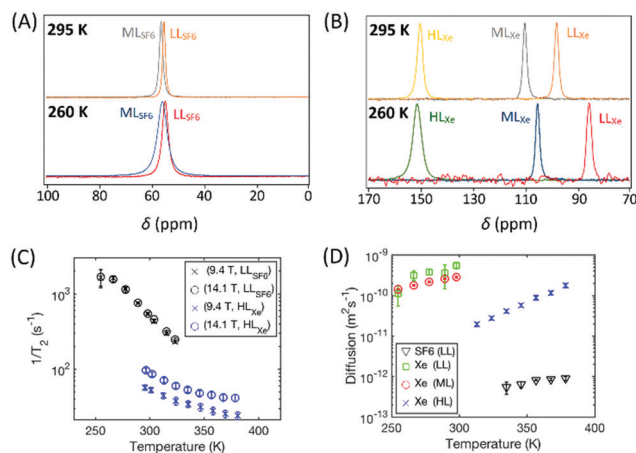 (A)
295 K
ML_SF6
LL_SF6
260 K
ML_SF6
LL_SF6
100 80 60 40 20 0
δ (ppm)
(B)
295 K
HL_Xe
ML_Xe
LL_Xe
260 K
HL_Xe
ML_Xe
LL_Xe
170 150 130 110 90 70
δ (ppm)
(C)
(9.4 T, LL_SF6)
(14.1 T, LL_SF6)
(9.4 T, HL_Xe)
(14.1 T, HL_Xe)
10^3
10^2
1/T_2 (s^-1)
250 300 350 400
Temperature (K)
(D)
10^-9
10^-10
10^-11
10^-12
10^-13
Diffusion (m^2s^-1)
SF6 (LL)
Xe (LL)
Xe (ML)
Xe (HL)
250 300 350 400
Temperature (K)